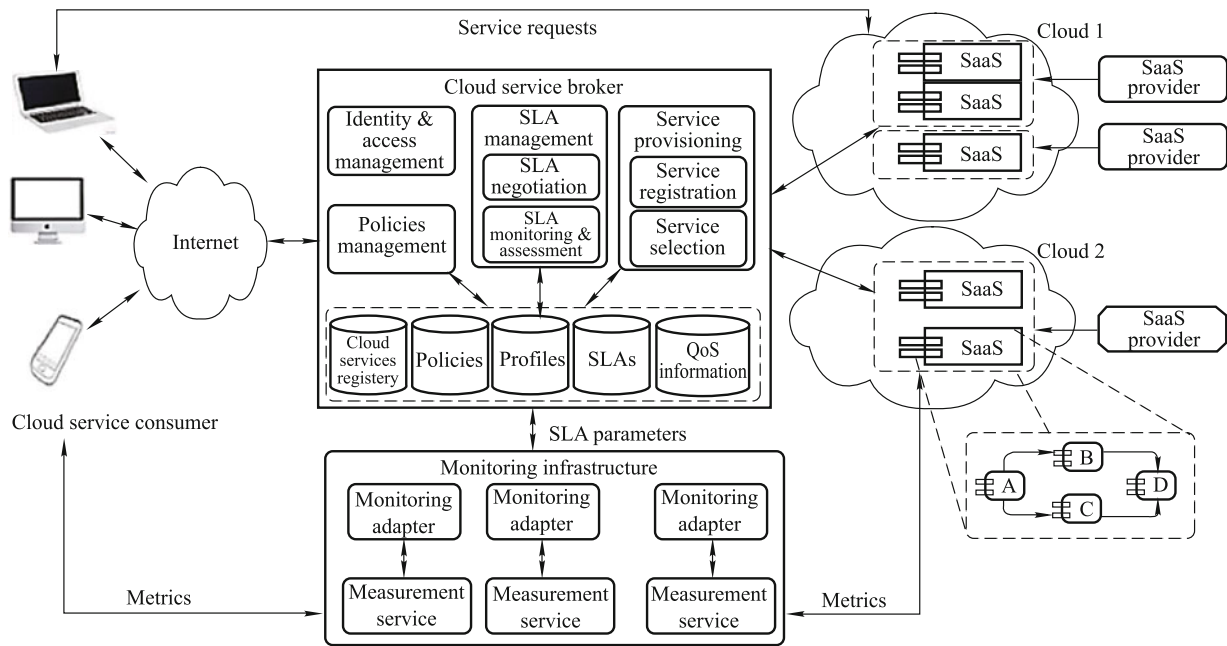 Service requests
Cloud 1
SaaS
SaaS
SaaS
SaaS
provider
SaaS
provider
Cloud service broker
Identity &
access
management
SLA
management
SLA
negotiation
SLA
monitoring &
assessment
Service
provisioning
Service
registration
Service
selection
Policies
management
Internet
Cloud 2
SaaS
SaaS
SaaS
provider
Cloud
services
registery
Policies
Profiles
SLAs
QoS
information
Cloud service consumer
SLA parameters
Monitoring infrastructure
Monitoring
adapter
Monitoring
adapter
Monitoring
adapter
Measurement
service
Measurement
service
Measurement
service
Metrics
Metrics
A
B
C
D